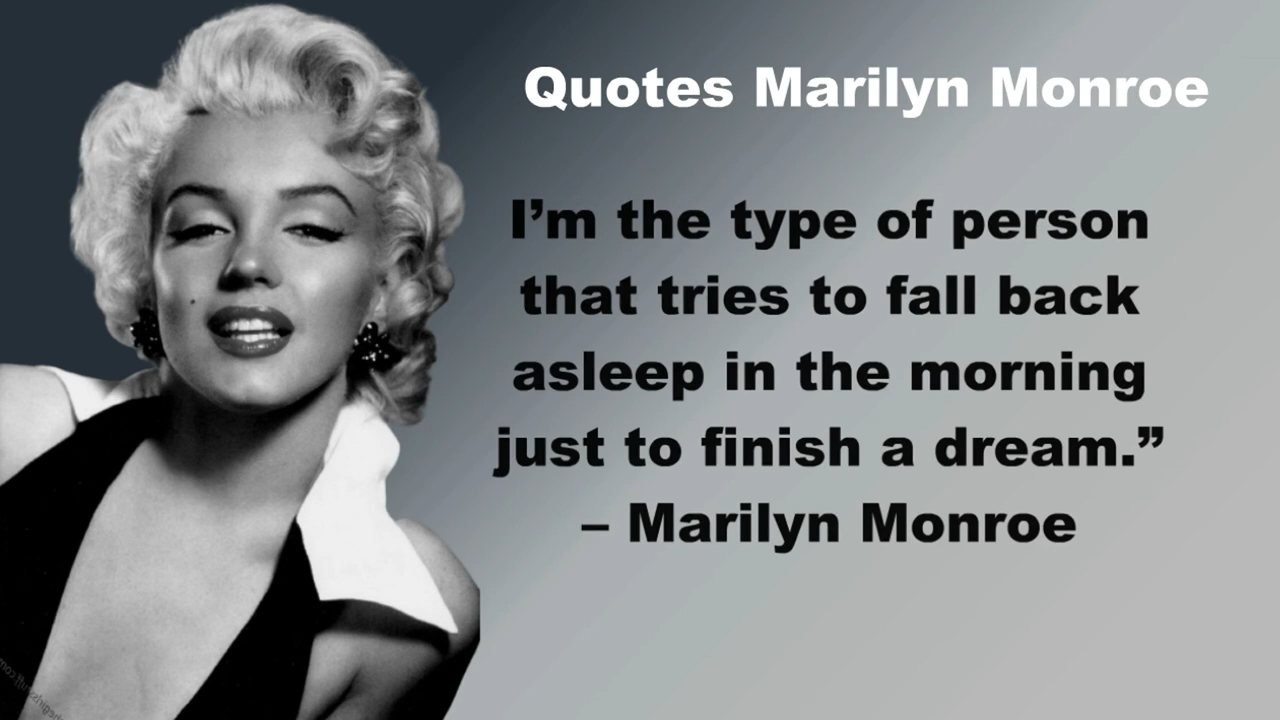 Quotes Marilyn Monroe
I’m the type of person
that tries to fall back
asleep in the morning
just to finish a dream.”
– Marilyn Monroe